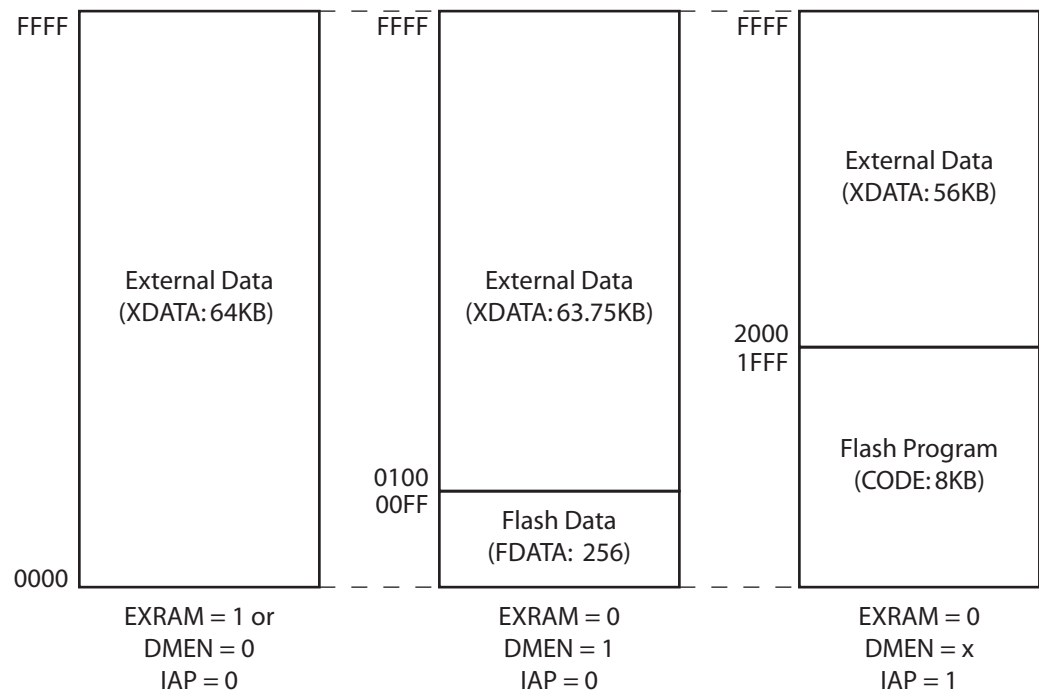 FFFF
External Data
(XDATA: 64KB)
0000
EXRAM = 1 or
DMEN = 0
IAP = 0
FFFF
External Data
(XDATA: 63.75KB)
0100
00FF
Flash Data
(FDATA: 256)
EXRAM = 0
DMEN = 1
IAP = 0
FFFF
External Data
(XDATA: 56KB)
2000
1FFF
Flash Program
(CODE: 8KB)
EXRAM = 0
DMEN = x
IAP = 1